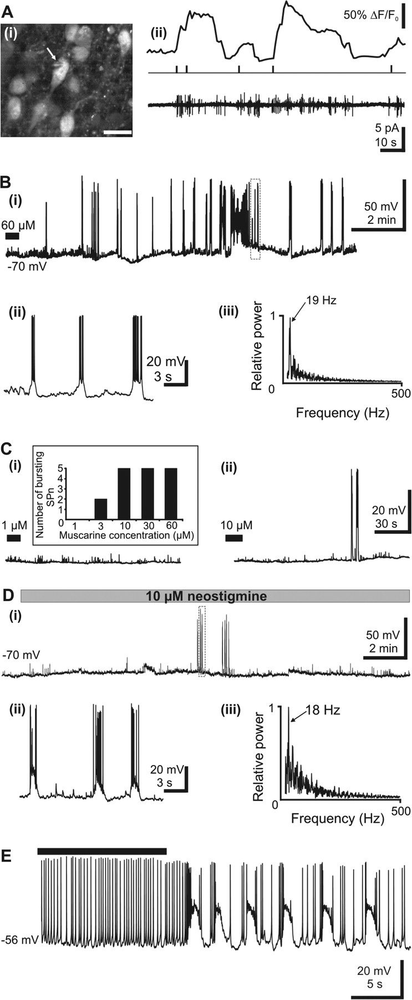 A
(i)
(ii)
50% ΔF/F₀
5 pA
10 s
B
(i)
60 µM
-70 mV
50 mV
2 min
(ii)
20 mV
3 s
(iii)
Relative power
1
0
19 Hz
500
Frequency (Hz)
C
(i)
1 µM
Number of bursting
SPn
5
4
3
2
1
0
1 3 10 30 60
Muscarine concentration (µM)
(ii)
10 µM
20 mV
30 s
D
10 µM neostigmine
(i)
-70 mV
50 mV
2 min
(ii)
20 mV
3 s
(iii)
Relative power
1
0
18 Hz
500
Frequency (Hz)
E
-56 mV
20 mV
5 s